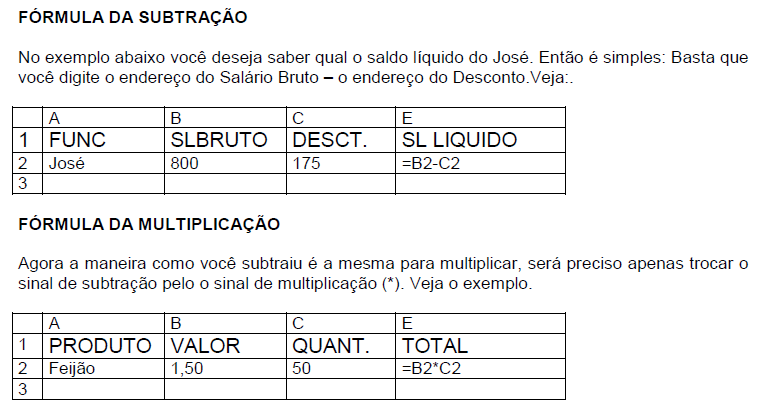 FÓRMULA DA SUBTRAÇÃO
No exemplo abaixo você deseja saber qual o saldo líquido do José. Então é simples: Basta que
você digite o endereço do Salário Bruto – o endereço do Desconto.Veja:.
A B C E
1 FUNC SLBRUTO DESCT. SL LIQUIDO
2 José 800 175 =B2-C2
3
FÓRMULA DA MULTIPLICAÇÃO
Agora a maneira como você subtraiu é a mesma para multiplicar, será preciso apenas trocar o
sinal de subtração pelo o sinal de multiplicação (*). Veja o exemplo.
A B C E
1 PRODUTO VALOR QUANT. TOTAL
2 Feijão 1,50 50 =B2*C2
3